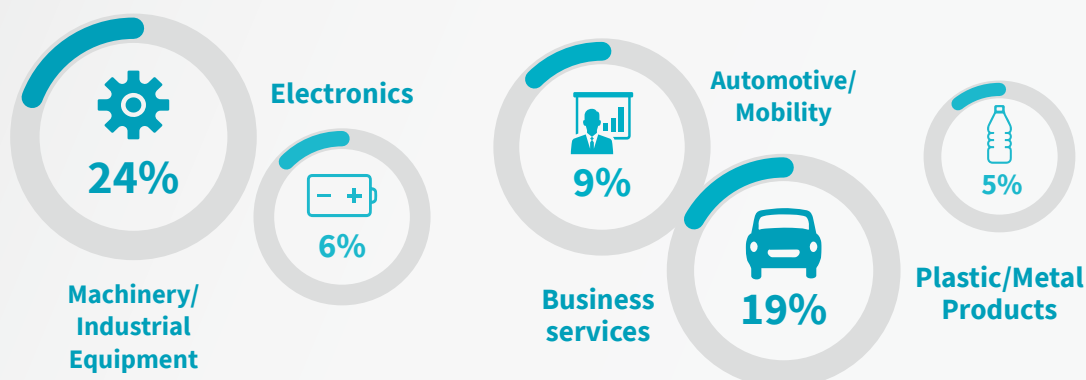 24%
Machinery/
Industrial
Equipment
Electronics
6%
9%
Business
services
Automotive/
Mobility
19%
5%
Plastic/Metal
Products